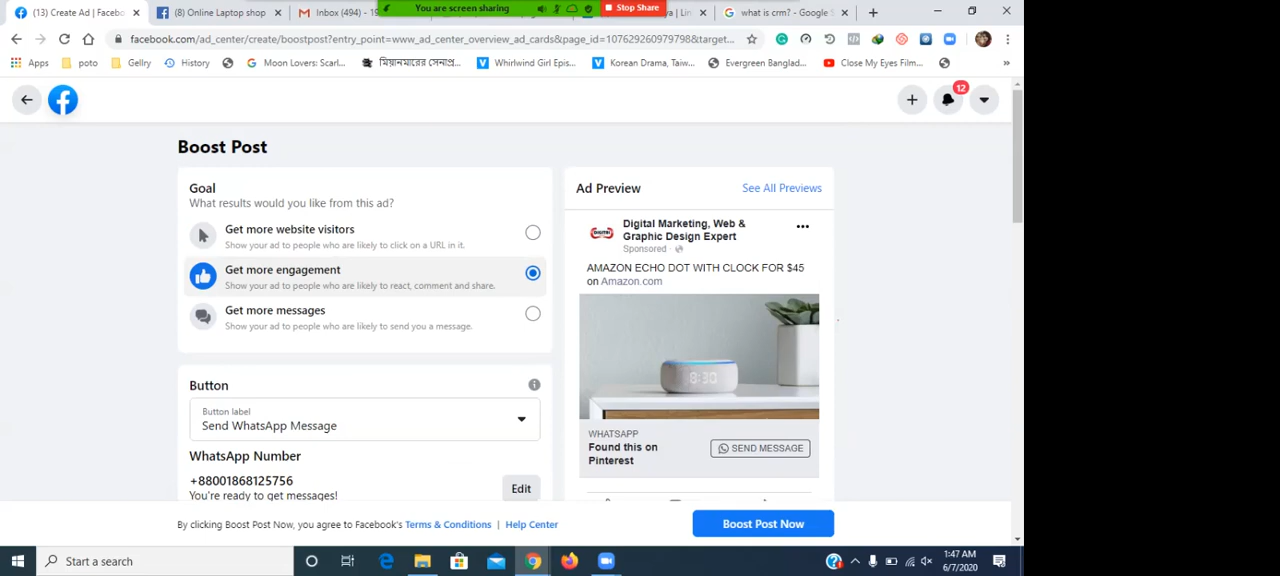 (13) Create Ad | Facebo
(8) Online Laptop shop
Inbox (494) - 19
You are screen sharing
Stop Share
ya | Lin
what is crm? - Google S
facebook.com/ad_center/create/boostpost?entry_point=www_ad_center_overview_ad_cards&page_id=107629260979798&target...
Apps
poto
Gellry
History
Moon Lovers: Scarl...
মিয়ানমারের সেনাপ্র...
Whirlwind Girl Epis...
Korean Drama, Taiw...
Evergreen Banglad...
Close My Eyes Film...
»
12
Boost Post
Goal
What results would you like from this ad?
Get more website visitors
Show your ad to people who are likely to click on a URL in it.
Get more engagement
Show your ad to people who are likely to react, comment and share.
Get more messages
Show your ad to people who are likely to send you a message.
Button
Button label
Send WhatsApp Message
WhatsApp Number
+88001868125756
You're ready to get messages!
Edit
Ad Preview
See All Previews
Digital Marketing, Web &
Graphic Design Expert
Sponsored ·
AMAZON ECHO DOT WITH CLOCK FOR $45
on Amazon.com
8:30
WHATSAPP
Found this on
Pinterest
SEND MESSAGE
By clicking Boost Post Now, you agree to Facebook's Terms & Conditions | Help Center
Boost Post Now
Start a search
1:47 AM
6/7/2020